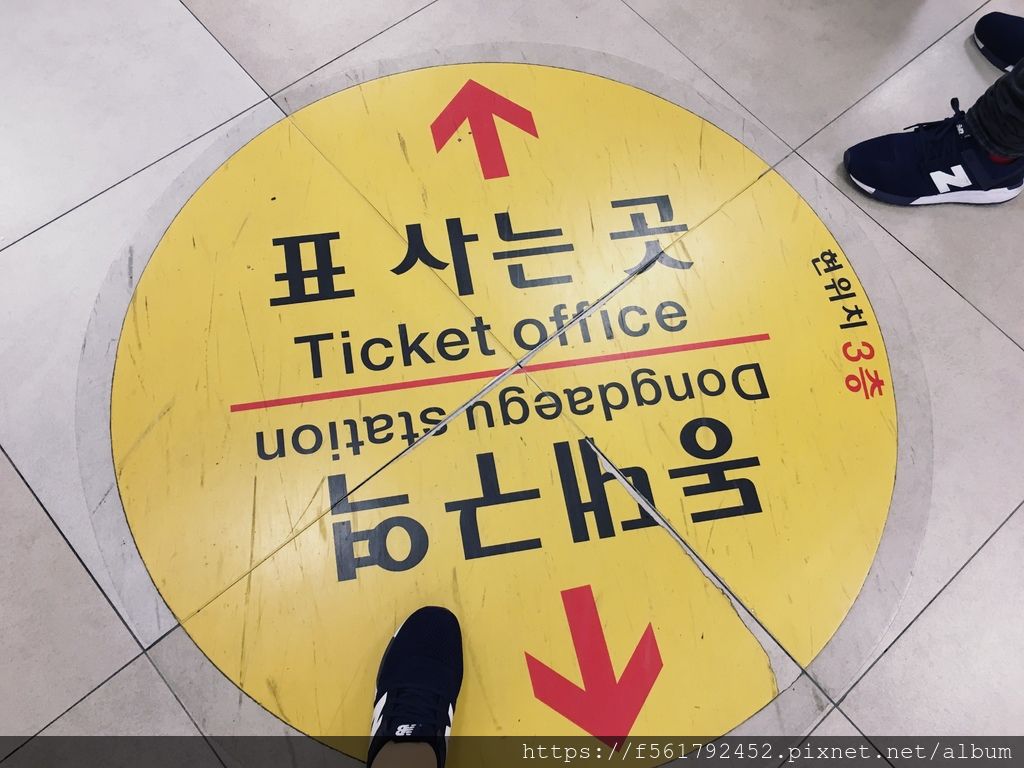 표 사는 곳
Ticket office
현위치 3층
동대구역
Dongdaegu station
N
NB
https://f561792452.pixnet.net/album